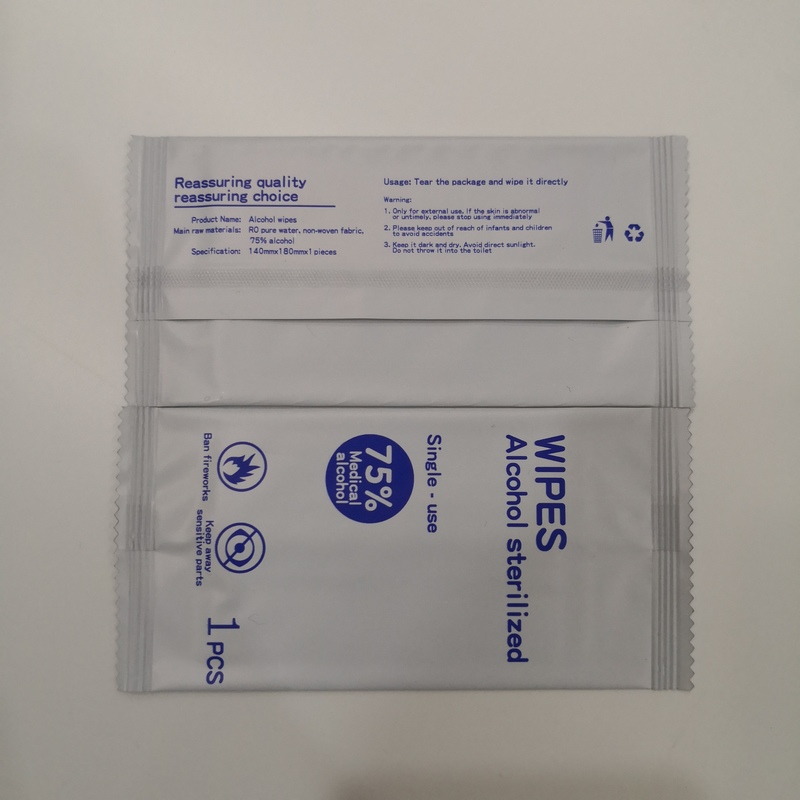 Reassuring quality
reassuring choice
Product Name: Alcohol wipes
Main raw materials: RO pure water, non-woven fabric,
75% alcohol
Specification: 140mmx180mmx1pieces
Usage: Tear the package and wipe it directly
Warning:
1. Only for external use, If the skin is abnormal
or untimely, please stop using immediately
2. Please keep out of reach of infants and children
to avoid accidents
3. Keep it dark and dry. Avoid direct sunlight.
Do not throw it into the toilet
WIPES
Alcohol sterilized
Single - use
75%
Medical
alcohol
Ban fireworks
Keep away
sensitive parts
1 PCS